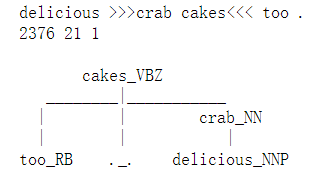 delicious >>>crab cakes<<< too .
2376 21 1
cakes_VBZ
crab_NN
too_RB ._. delicious_NNP